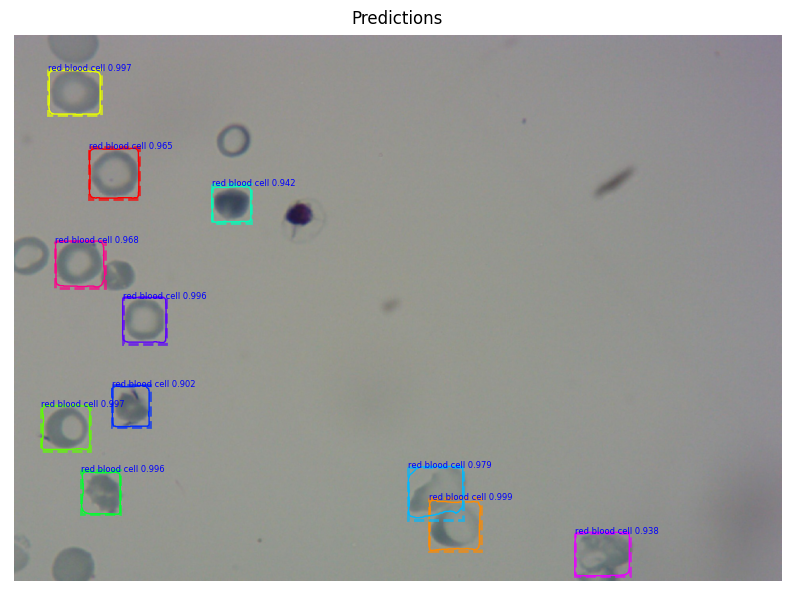 Predictions
red blood cell 0.997
red blood cell 0.965
red blood cell 0.942
red blood cell 0.968
red blood cell 0.996
red blood cell 0.902
red blood cell 0.997
red blood cell 0.979
red blood cell 0.996
red blood cell 0.999
red blood cell 0.938